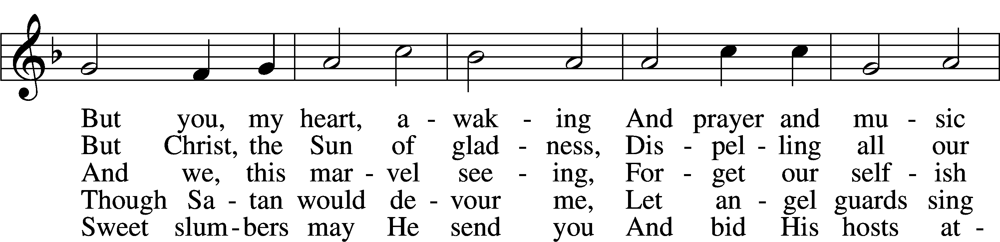 But you, my heart, a - wak - ing And prayer and mu - sic
But Christ, the Sun of glad - ness, Dis - pel - ling all our
And we, this mar - vel see - ing, For - get our self - ish
Though Sa - tan would de - vour me, Let an - gel guards sing
Sweet slum - bers may He send you And bid His hosts at -